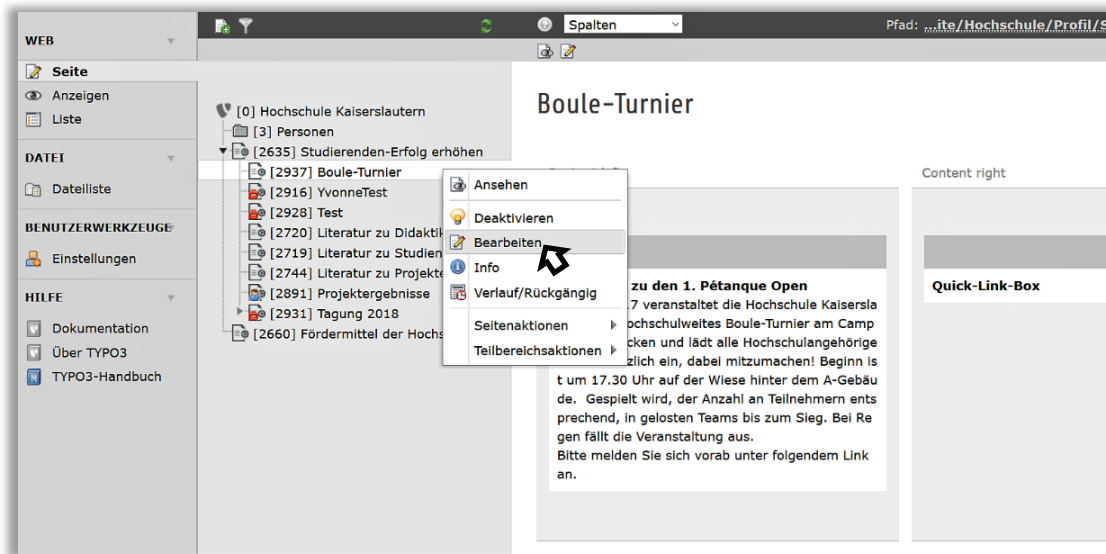 Spalten
Pfad: ...ite/Hochschule/Profil/S
WEB
Seite
Anzeigen
Liste
DATEI
Dateiliste
BENUTZERWERKZEUGE
Einstellungen
HILFE
Dokumentation
Über TYPO3
TYPO3-Handbuch
[0] Hochschule Kaiserslautern
[3] Personen
[2635] Studierenden-Erfolg erhöhen
[2937] Boule-Turnier
[2916] YvonneTest
[2928] Test
[2720] Literatur zu Didaktik
[2719] Literatur zu Studien
[2744] Literatur zu Projekte
[2891] Projektergebnisse
[2931] Tagung 2018
[2660] Fördermittel der Hochs
Ansehen
Deaktivieren
Bearbeiten
Info
Verlauf/Rückgängig
Seitenaktionen
Teilbereichsaktionen
Boule-Turnier
zu den 1. Pétanque Open
7 veranstaltet die Hochschule Kaisersla
ochschulweites Boule-Turnier am Camp
cken und lädt alle Hochschulangehörige
zlich ein, dabei mitzumachen! Beginn is
t um 17.30 Uhr auf der Wiese hinter dem A-Gebäu
de. Gespielt wird, der Anzahl an Teilnehmern ents
prechend, in gelosten Teams bis zum Sieg. Bei Re
gen fällt die Veranstaltung aus.
Bitte melden Sie sich vorab unter folgendem Link
an.
Content right
Quick-Link-Box